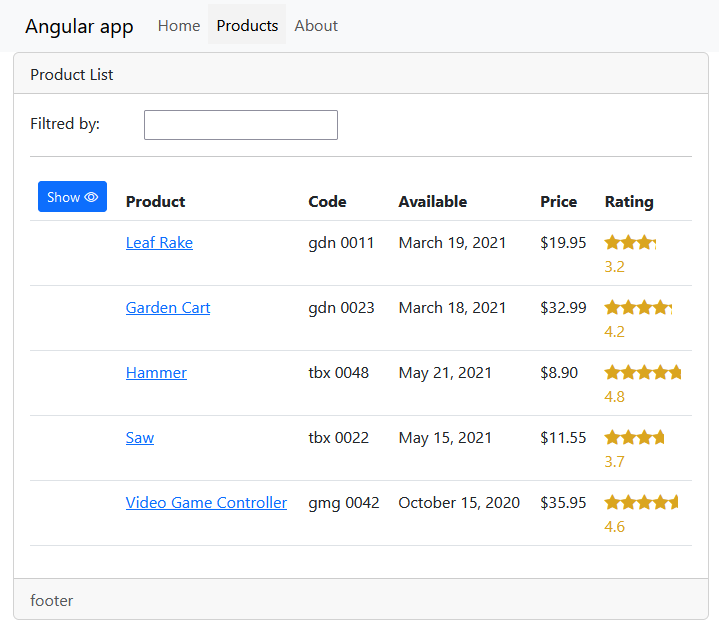 Angular app Home Products About
Product List
Filtred by:
Show Product Code Available Price Rating
Leaf Rake gdn 0011 March 19, 2021 $19.95
3.2
Garden Cart gdn 0023 March 18, 2021 $32.99
4.2
Hammer tbx 0048 May 21, 2021 $8.90
4.8
Saw tbx 0022 May 15, 2021 $11.55
3.7
Video Game Controller gmg 0042 October 15, 2020 $35.95
4.6
footer